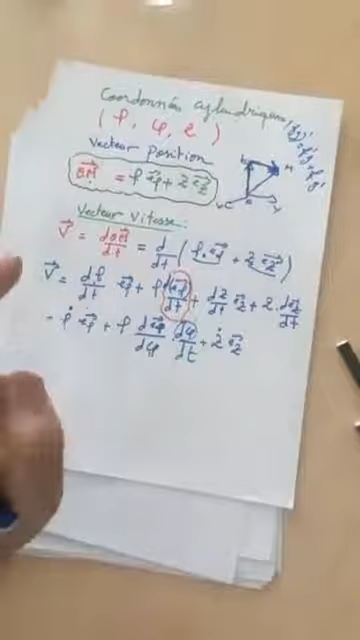 Coordonnées cylindriques
(ρ, φ, z)
Vecteur position
OM⃗ = ρ e⃗ρ + z e⃗z
Vecteur Vitesse:
V⃗ = dOM⃗/dt = d/dt (ρ.e⃗ρ + z e⃗z)
V⃗ = dρ/dt e⃗ρ + ρ de⃗ρ/dt + dz/dt e⃗z + z.de⃗z/dt
= ρ̇ e⃗ρ + ρ de⃗ρ/dφ . dφ/dt + ż e⃗z